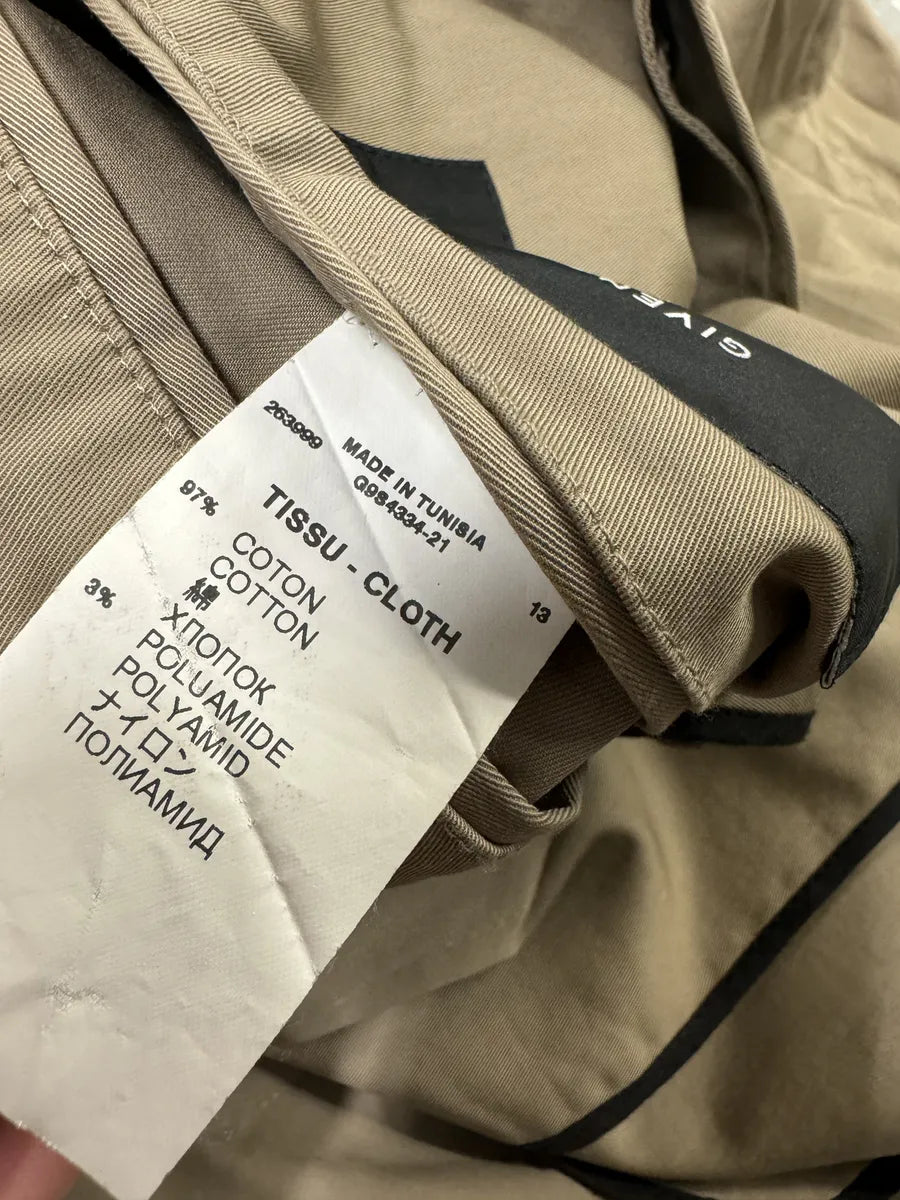 GIVEN
263999
MADE IN TUNISIA
G984334-21
13
TISSU - CLOTH
97%
COTON
COTTON
綿
ХЛОПОК
3%
POLUAMIDE
POLYAMID
ナイロン
ПОЛИАМИД